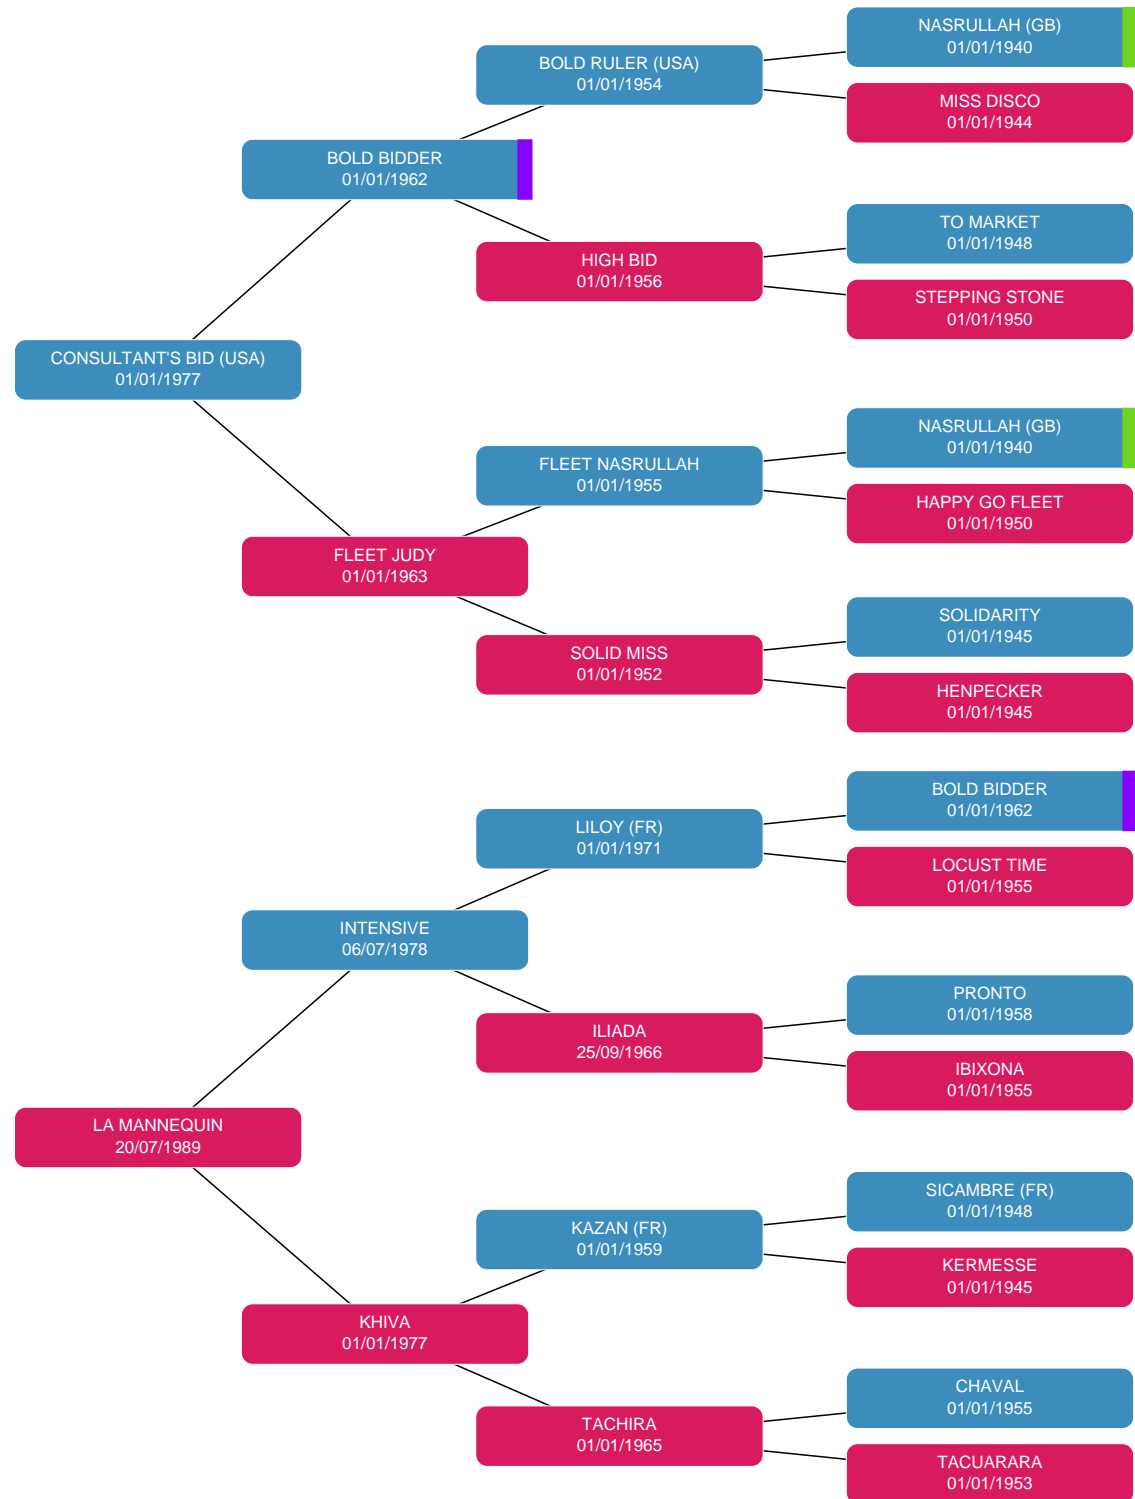 NASRULLAH (GB)
01/01/1940
BOLD RULER (USA)
01/01/1954
MISS DISCO
01/01/1944
BOLD BIDDER
01/01/1962
TO MARKET
01/01/1948
HIGH BID
01/01/1956
STEPPING STONE
01/01/1950
CONSULTANT'S BID (USA)
01/01/1977
NASRULLAH (GB)
01/01/1940
FLEET NASRULLAH
01/01/1955
HAPPY GO FLEET
01/01/1950
FLEET JUDY
01/01/1963
SOLIDARITY
01/01/1945
SOLID MISS
01/01/1952
HENPECKER
01/01/1945
BOLD BIDDER
01/01/1962
LILOY (FR)
01/01/1971
LOCUST TIME
01/01/1955
INTENSIVE
06/07/1978
PRONTO
01/01/1958
ILIADA
25/09/1966
IBIXONA
01/01/1955
LA MANNEQUIN
20/07/1989
SICAMBRE (FR)
01/01/1948
KAZAN (FR)
01/01/1959
KERMESSE
01/01/1945
KHIVA
01/01/1977
CHAVAL
01/01/1955
TACHIRA
01/01/1965
TACUARARA
01/01/1953